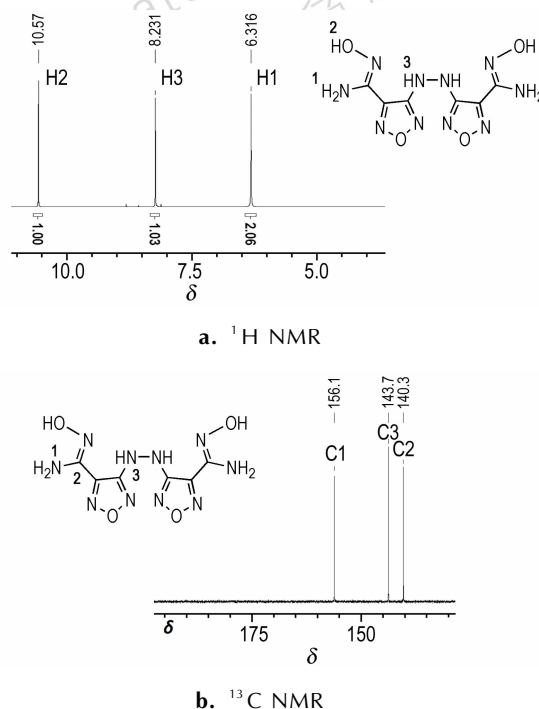 10.57
8.231
6.316
H2
H3
H1
2
HO
N
1
H₂N
3
NH
NH
N
OH
NH₂
N
O
N
N
O
N
1.00
1.03
2.06
10.0
7.5
5.0
δ
a. ¹H NMR
156.1
143.7
140.3
C1
C3
C2
HO
1
N
H₂N
2
HN
NH
3
N
OH
NH₂
N
O
N
N
O
N
δ
175
150
δ
b. ¹³C NMR